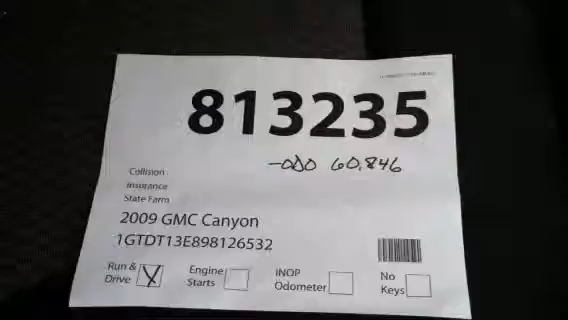 813235
-ODO 60,846
Collision
Insurance
State Farm
2009 GMC Canyon
1GTDT13E898126532
Run & Drive X Engine Starts INOP Odometer No Keys